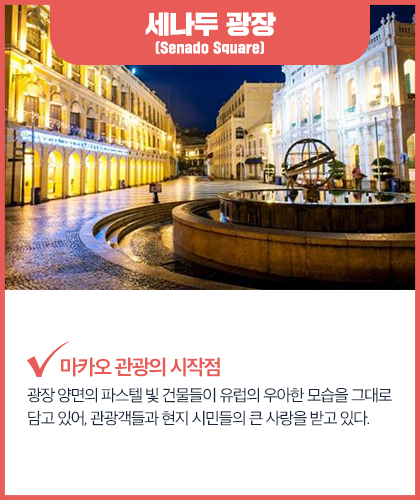 세나두 광장
(Senado Square)
마카오 관광의 시작점
광장 양면의 파스텔 빛 건물들이 유럽의 우아한 모습을 그대로
담고 있어, 관광객들과 현지 시민들의 큰 사랑을 받고 있다.